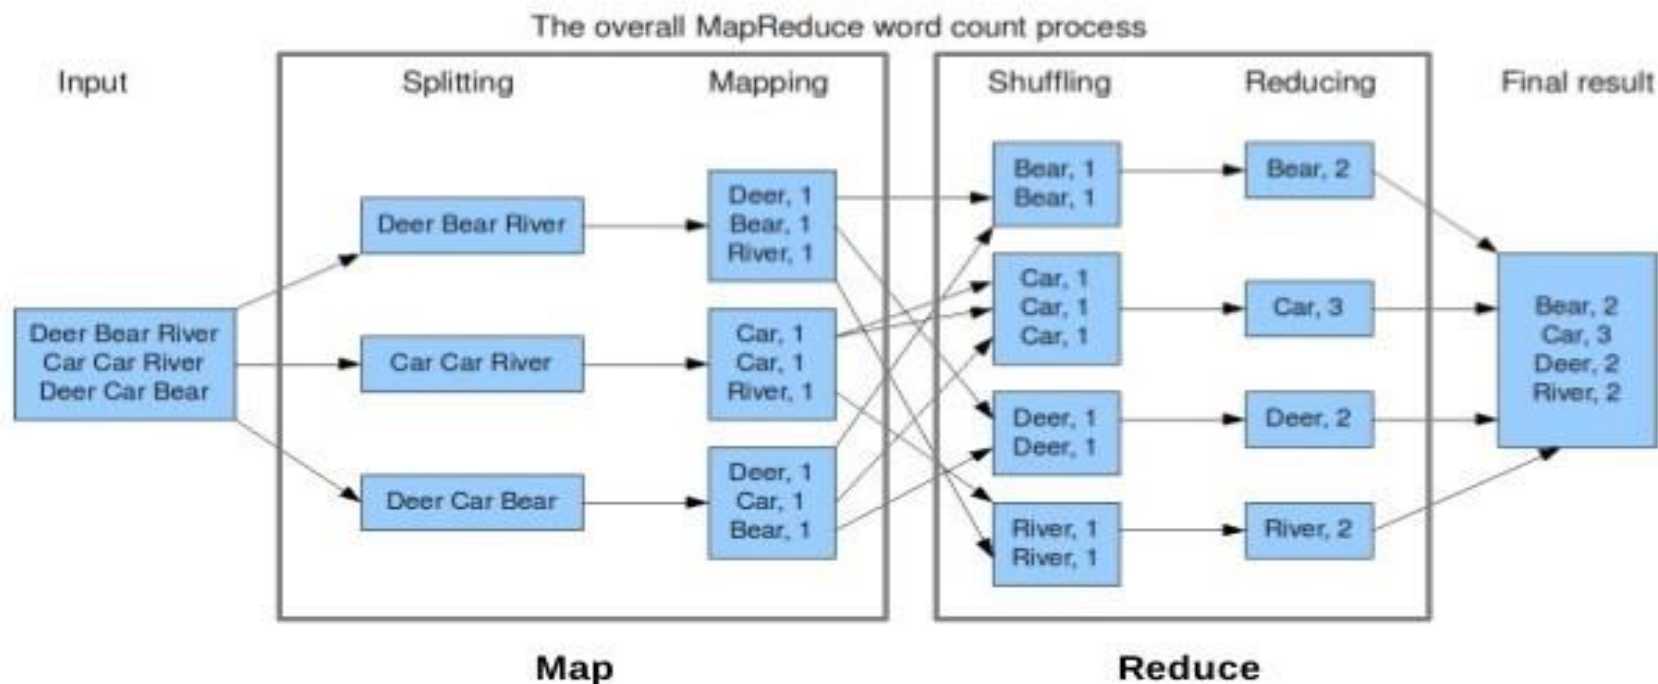 The overall MapReduce word count process
Input
Splitting
Mapping
Shuffling
Reducing
Final result
Deer Bear River
Car Car River
Deer Car Bear
Deer Bear River
Car Car River
Deer Car Bear
Deer, 1
Bear, 1
River, 1
Car, 1
Car, 1
River, 1
Deer, 1
Car, 1
Bear, 1
Bear, 1
Bear, 1
Car, 1
Car, 1
Car, 1
Deer, 1
Deer, 1
River, 1
River, 1
Bear, 2
Car, 3
Deer, 2
River, 2
Bear, 2
Car, 3
Deer, 2
River, 2
Map
Reduce